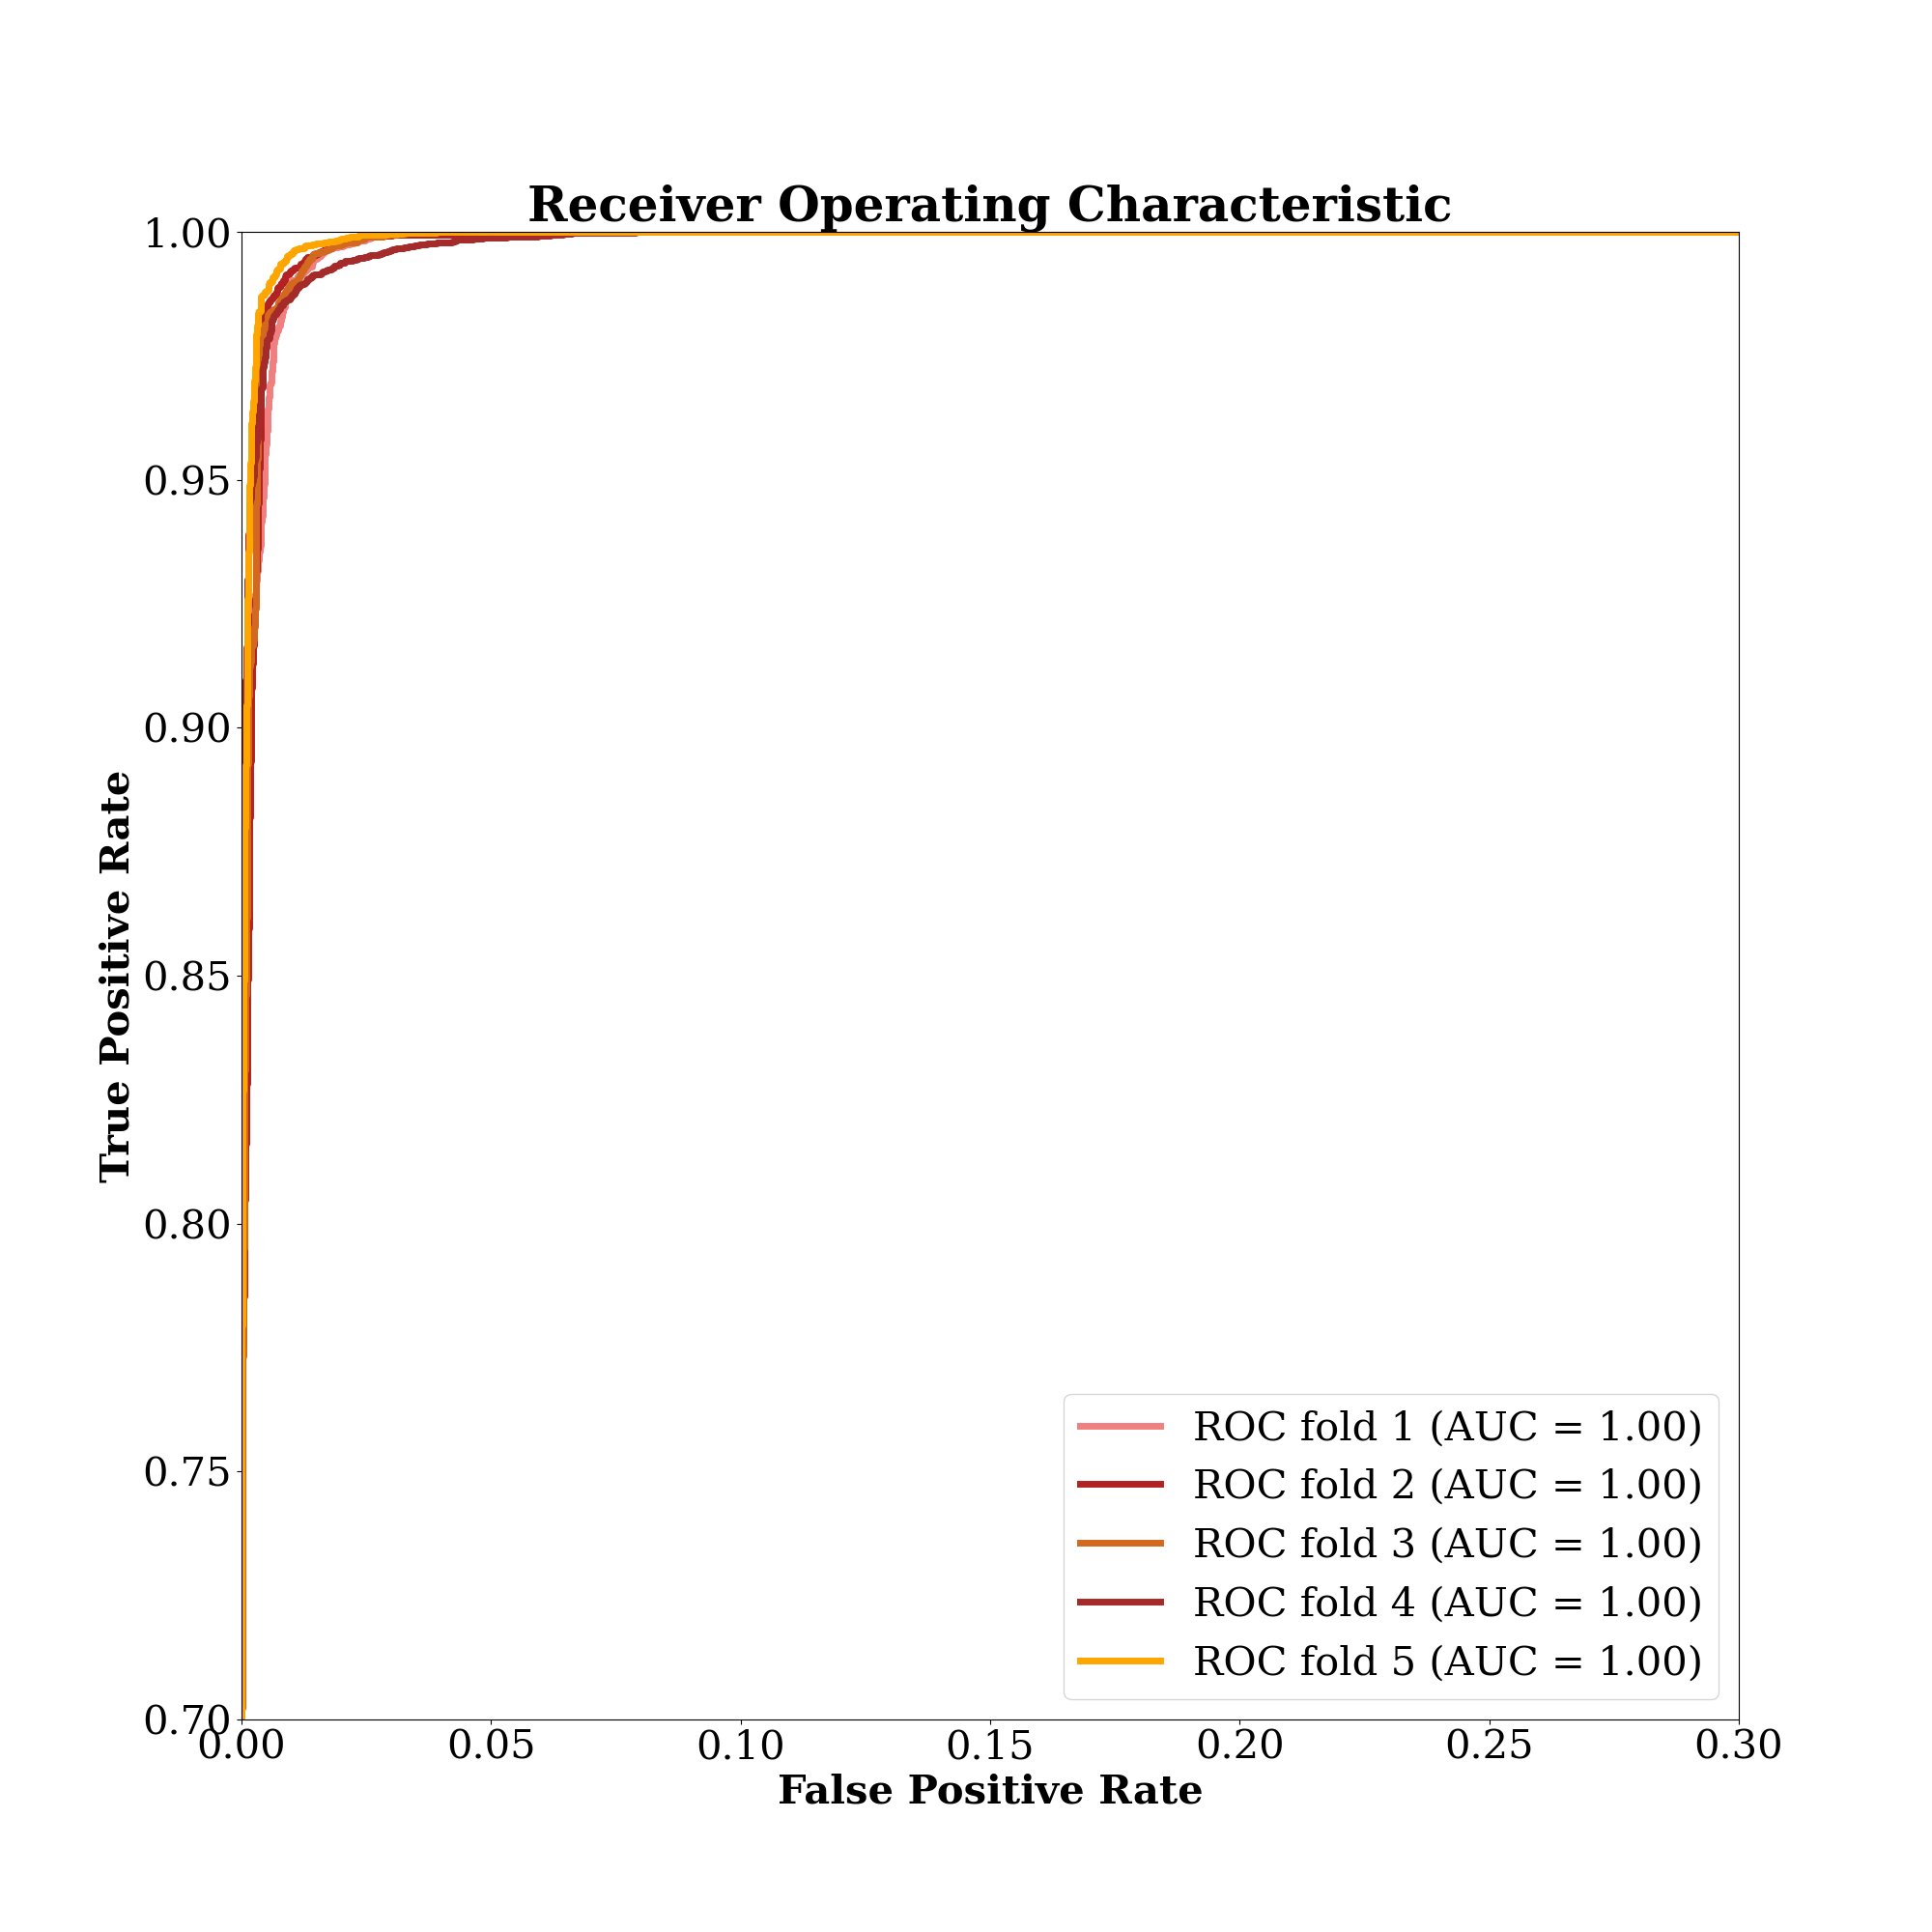 Receiver Operating Characteristic
1.00
0.95
0.90
0.85
0.80
0.75
0.70
True Positive Rate
ROC fold 1 (AUC = 1.00)
ROC fold 2 (AUC = 1.00)
ROC fold 3 (AUC = 1.00)
ROC fold 4 (AUC = 1.00)
ROC fold 5 (AUC = 1.00)
0.00 0.05 0.10 0.15 0.20 0.25 0.30
False Positive Rate